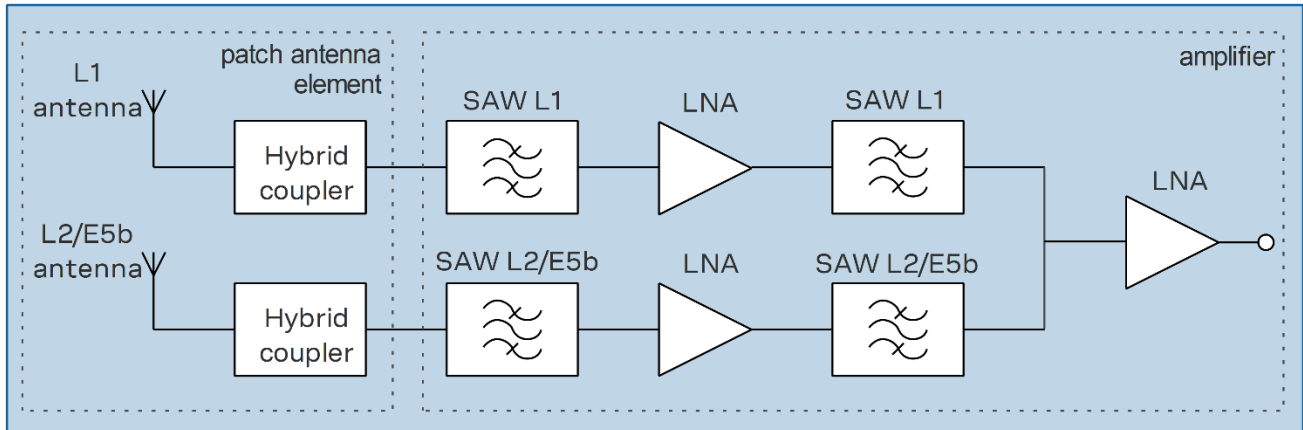 patch antenna
element
amplifier
L1
antenna
SAW L1
LNA
SAW L1
Hybrid
coupler
LNA
L2/E5b
antenna
SAW L2/E5b
LNA
SAW L2/E5b
Hybrid
coupler